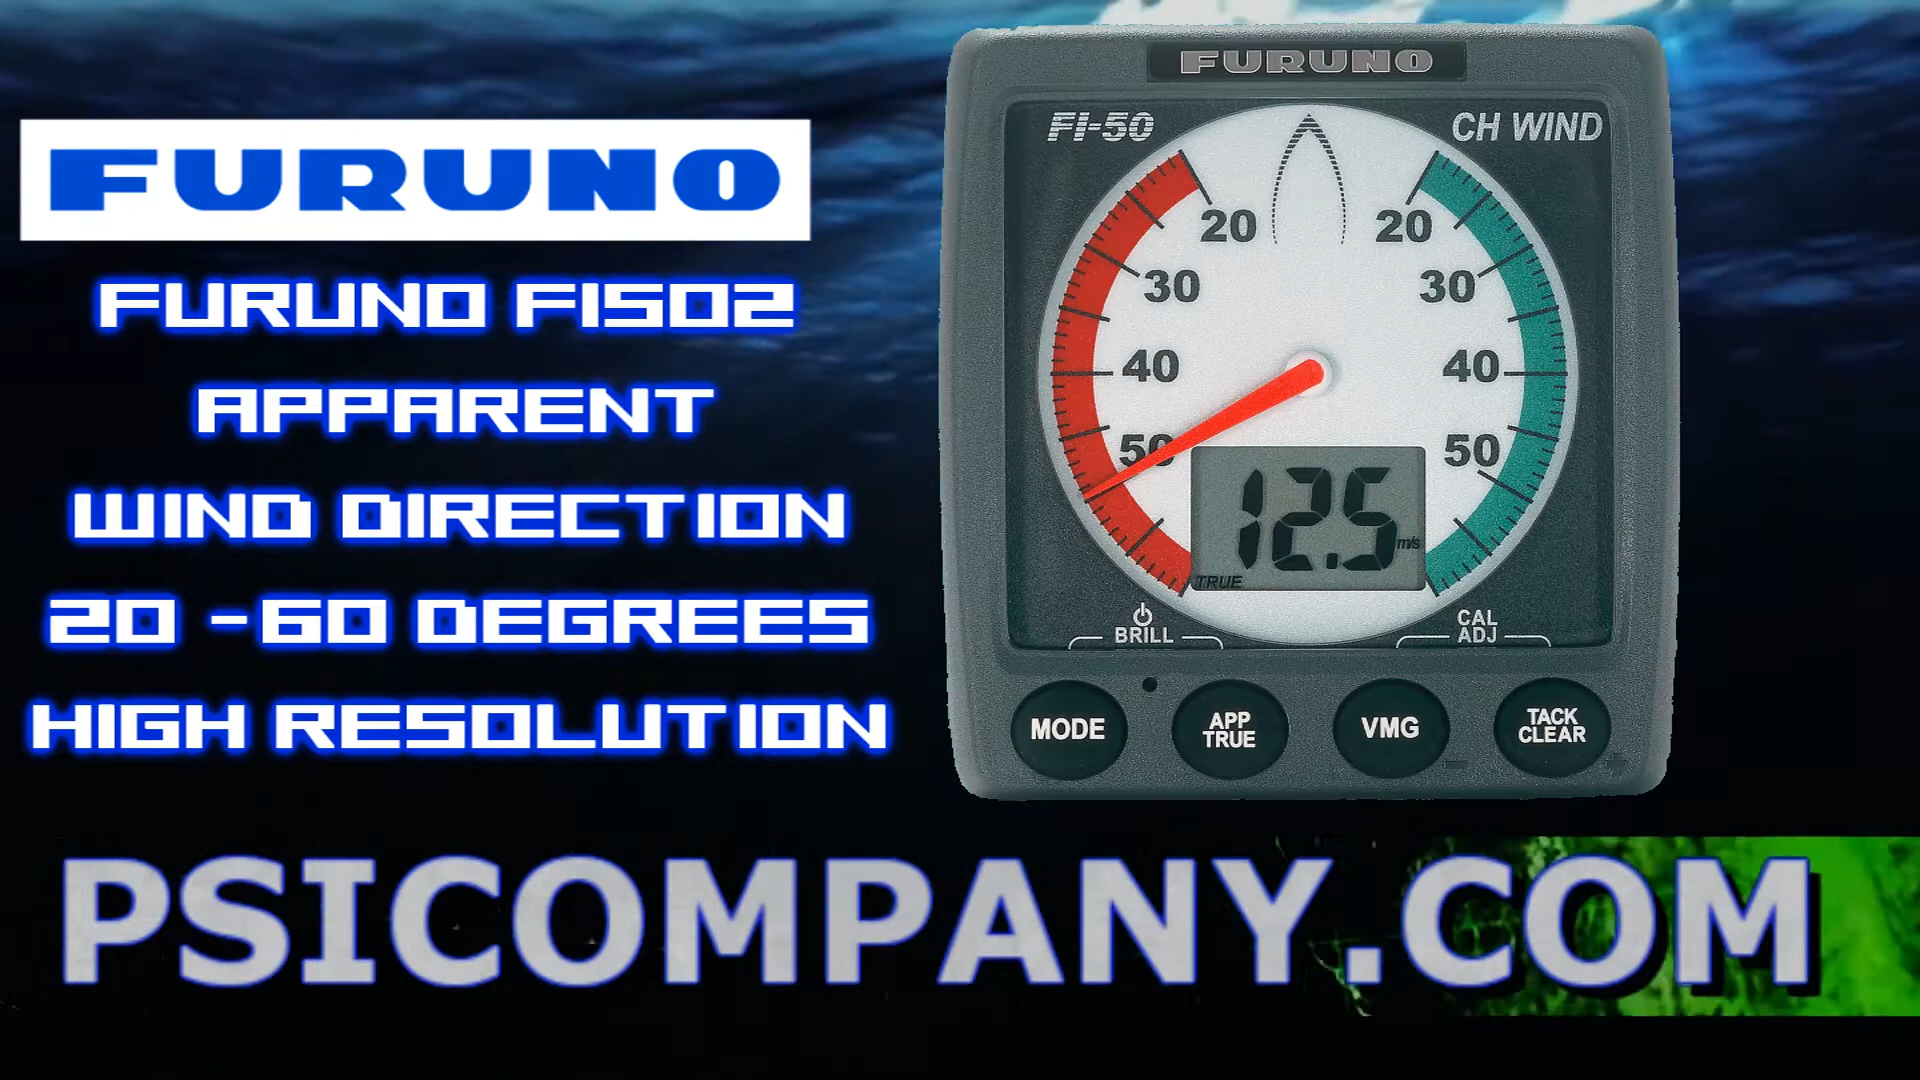 FURUNO
FURUNO FI502
APPARENT
WIND DIRECTION
20 -60 DEGREES
HIGH RESOLUTION
FURUNO
FI-50
CH WIND
20 20
30 30
40 40
50 50
12.5 m/s
TRUE
BRILL
CAL
ADJ
MODE
APP
TRUE
VMG
TACK
CLEAR
- +
PSICOMPANY.COM